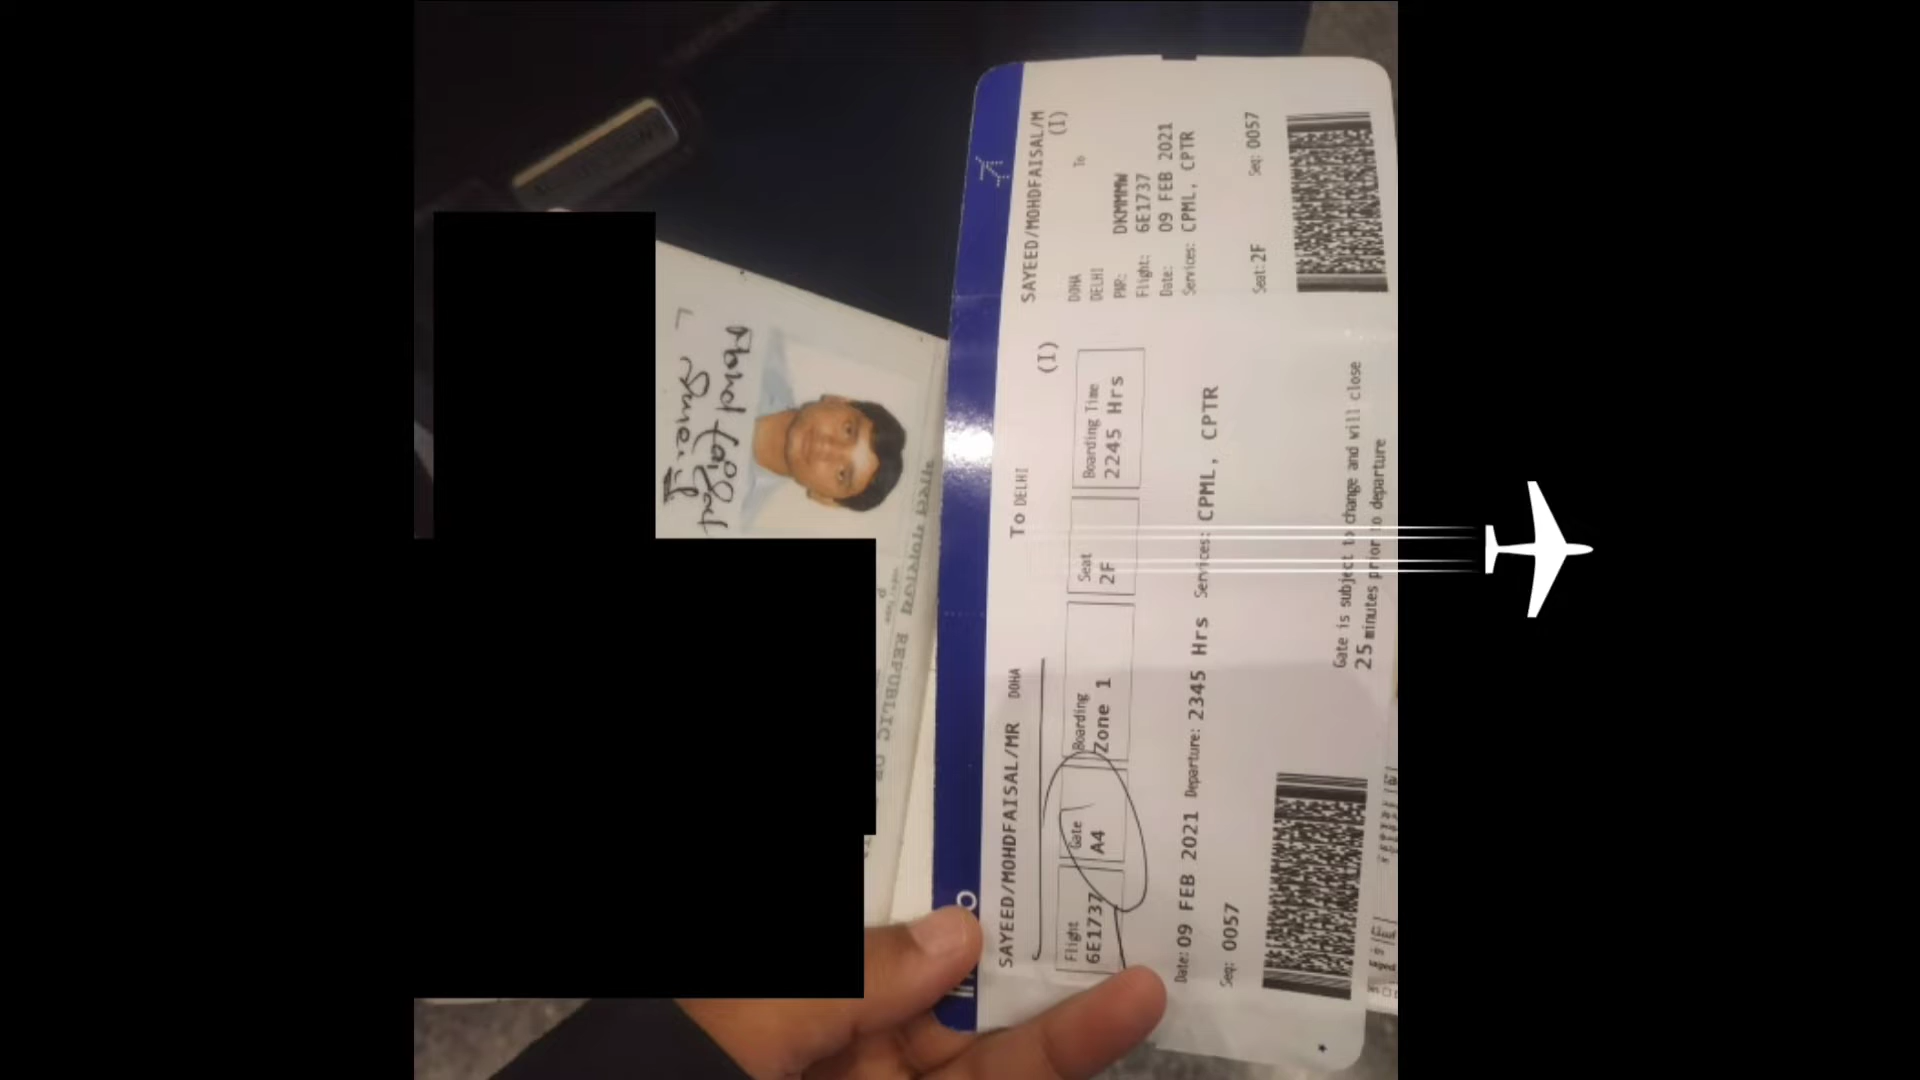 SAYEED/MOHDFAISAL/MR DOHA To DELHI (I)
Flight
6E1737
Gate
A4
Boarding
Zone 1
Seat
2F
Boarding Time
2245 Hrs
Date: 09 FEB 2021 Departure: 2345 Hrs Services: CPML, CPTR
Seq: 0057
Gate is subject to change and will close
25 minutes prior to departure
SAYEED/MOHDFAISAL/M
(I)
DOHA To
DELHI
PNR: DKMMMW
Flight: 6E1737
Date: 09 FEB 2021
Services: CPML, CPTR
Seat: 2F Seq: 0057
REPUBLIC OF
Mohd faisal